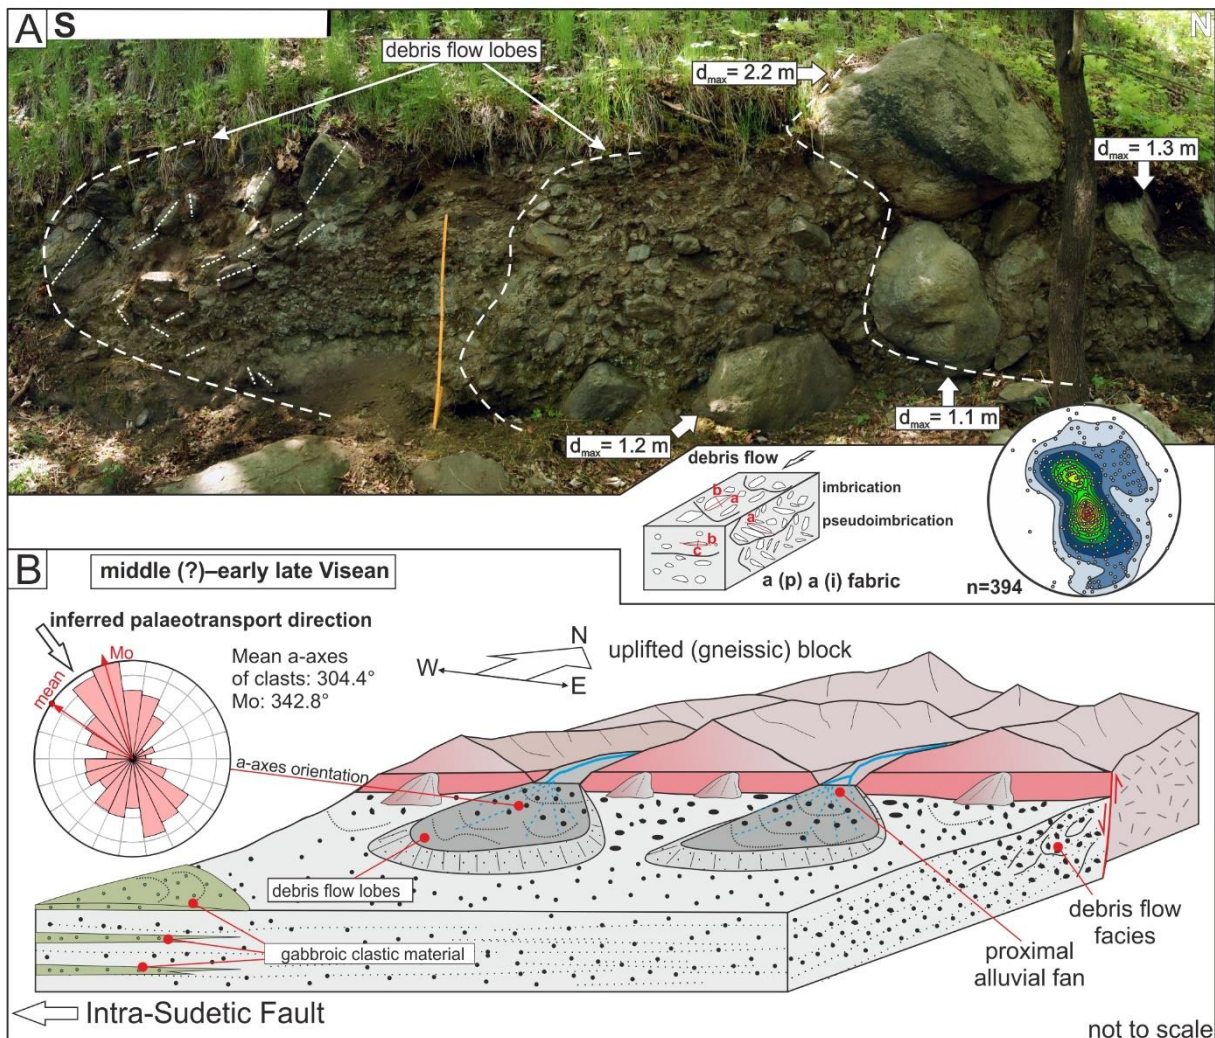 A
S
N
debris flow lobes
dmax= 2.2 m
dmax= 1.3 m
dmax= 1.2 m
dmax= 1.1 m
debris flow
b
a
a
b
c
imbrication
pseudoimbrication
a (p) a (i) fabric
n=394
B
middle (?)–early late Visean
inferred palaeotransport direction
Mo
mean
Mean a-axes
of clasts: 304.4°
Mo: 342.8°
N
W
E
uplifted (gneissic) block
a-axes orientation
debris flow lobes
gabbroic clastic material
debris flow
facies
proximal
alluvial fan
Intra-Sudetic Fault
not to scale